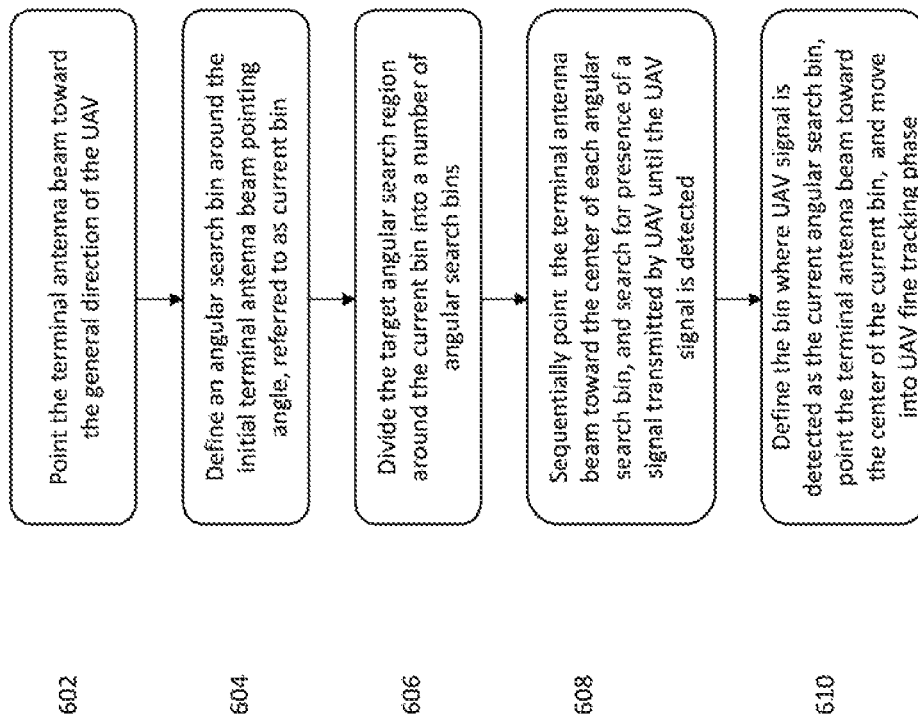 602
Point the terminal antenna beam toward
the general direction of the UAV
604
Define an angular search bin around the
initial terminal antenna beam pointing
angle, referred to as current bin
606
Divide the target angular search region
around the current bin into a number of
angular search bins
608
Sequentially point the terminal antenna
beam toward the center of each angular
search bin, and search for presence of a
signal transmitted by UAV until the UAV
signal is detected
610
Define the bin where UAV signal is
detected as the current angular search bin,
point the terminal antenna beam toward
the center of the current bin, and move
into UAV fine tracking phase